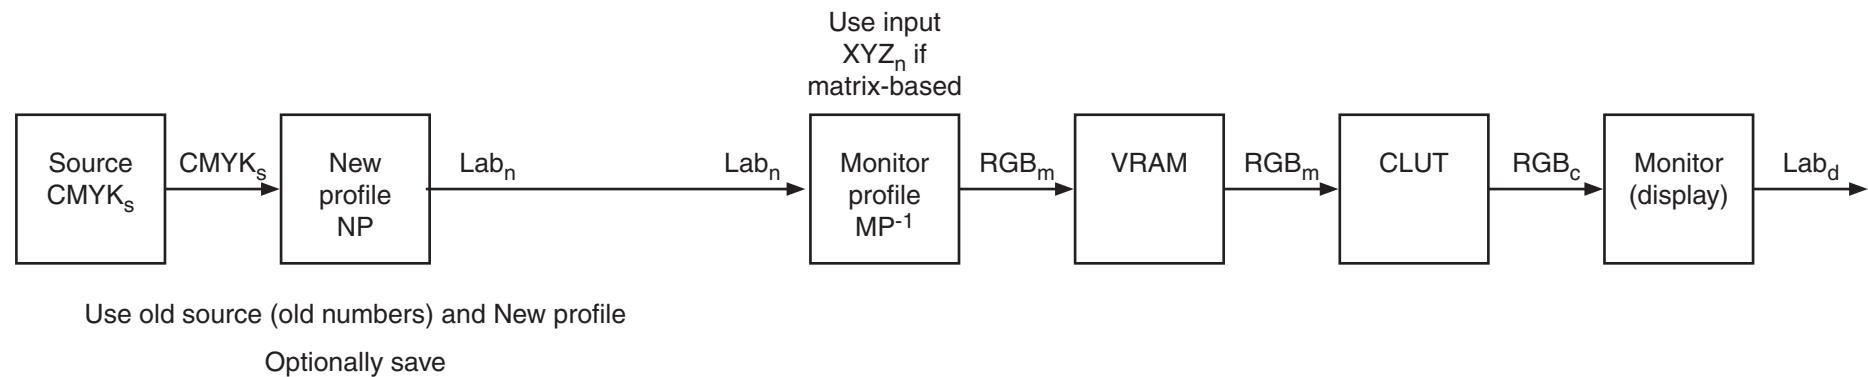 Use input
XYZn if
matrix-based
Source
CMYKs
CMYKs
New
profile
NP
Labn
Labn
Monitor
profile
MP-1
RGBm
VRAM
RGBm
CLUT
RGBc
Monitor
(display)
Labd
Use old source (old numbers) and New profile
Optionally save